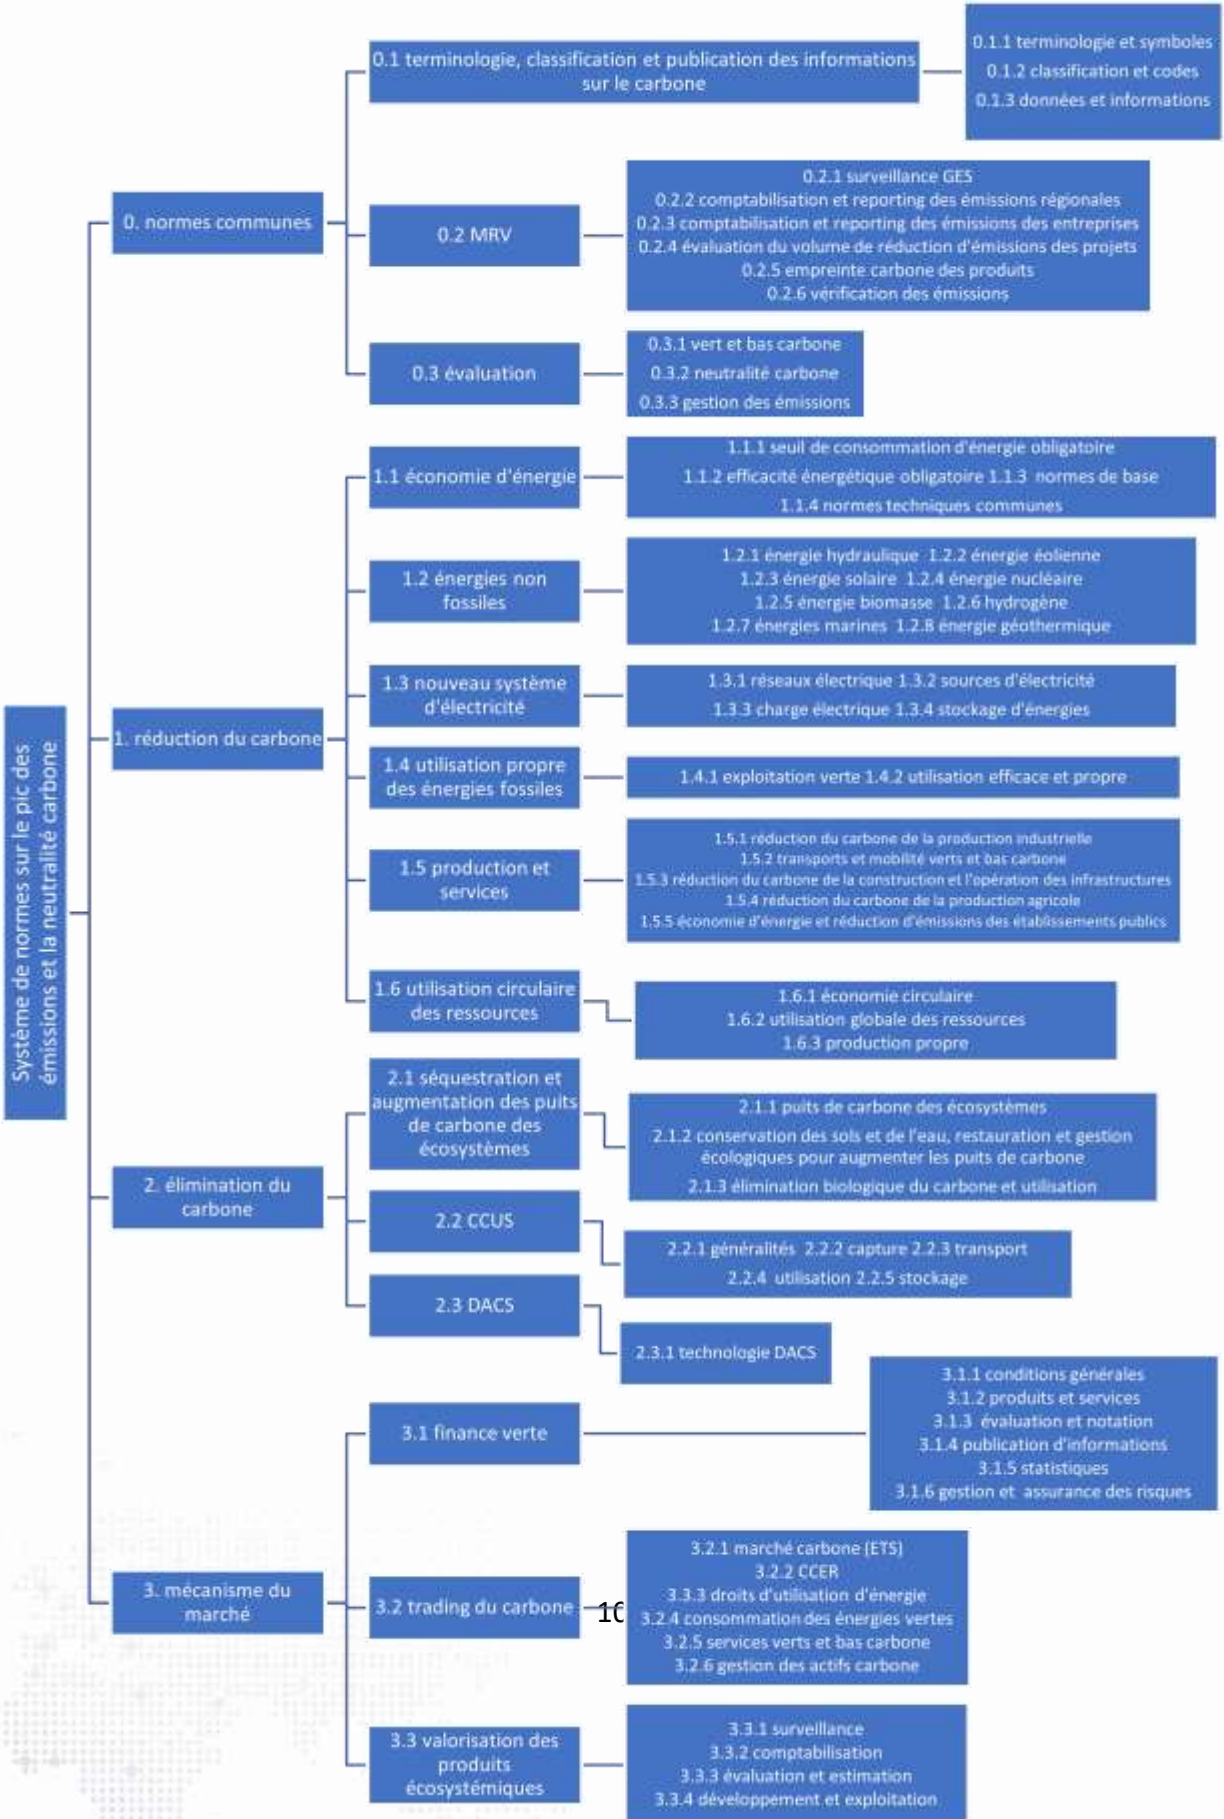 Système de normes sur le pic des
émissions et la neutralité carbone
0. normes communes
0.1 terminologie, classification et publication des informations
sur le carbone
0.1.1 terminologie et symboles
0.1.2 classification et codes
0.1.3 données et informations
0.2 MRV
0.2.1 surveillance GES
0.2.2 comptabilisation et reporting des émissions régionales
0.2.3 comptabilisation et reporting des émissions des entreprises
0.2.4 évaluation du volume de réduction d'émissions des projets
0.2.5 empreinte carbone des produits
0.2.6 vérification des émissions
0.3 évaluation
0.3.1 vert et bas carbone
0.3.2 neutralité carbone
0.3.3 gestion des émissions
1. réduction du carbone
1.1 économie d'énergie
1.1.1 seuil de consommation d'énergie obligatoire
1.1.2 efficacité énergétique obligatoire 1.1.3 normes de base
1.1.4 normes techniques communes
1.2 énergies non
fossiles
1.2.1 énergie hydraulique 1.2.2 énergie éolienne
1.2.3 énergie solaire 1.2.4 énergie nucléaire
1.2.5 énergie biomasse 1.2.6 hydrogène
1.2.7 énergies marines 1.2.8 énergie géothermique
1.3 nouveau système
d'électricité
1.3.1 réseaux électrique 1.3.2 sources d'électricité
1.3.3 charge électrique 1.3.4 stockage d'énergies
1.4 utilisation propre
des énergies fossiles
1.4.1 exploitation verte 1.4.2 utilisation efficace et propre
1.5 production et
services
1.5.1 réduction du carbone de la production industrielle
1.5.2 transports et mobilité verts et bas carbone
1.5.3 réduction du carbone de la construction et l'opération des infrastructures
1.5.4 réduction du carbone de la production agricole
1.5.5 économie d'énergie et réduction d'émissions des établissements publics
1.6 utilisation circulaire
des ressources
1.6.1 économie circulaire
1.6.2 utilisation globale des ressources
1.6.3 production propre
2. élimination du
carbone
2.1 séquestration et
augmentation des puits
de carbone des
écosystèmes
2.1.1 puits de carbone des écosystèmes
2.1.2 conservation des sols et de l'eau, restauration et gestion
écologiques pour augmenter les puits de carbone
2.1.3 élimination biologique du carbone et utilisation
2.2 CCUS
2.2.1 généralités 2.2.2 capture 2.2.3 transport
2.2.4 utilisation 2.2.5 stockage
2.3 DACS
2.3.1 technologie DACS
3. mécanisme du
marché
3.1 finance verte
3.1.1 conditions générales
3.1.2 produits et services
3.1.3 évaluation et notation
3.1.4 publication d'informations
3.1.5 statistiques
3.1.6 gestion et assurance des risques
3.2 trading du carbone
3.2.1 marché carbone (ETS)
3.2.2 CCER
3.3.3 droits d'utilisation d'énergie
3.2.4 consommation des énergies vertes
3.2.5 services verts et bas carbone
3.2.6 gestion des actifs carbone
3.3 valorisation des
produits
écosystémiques
3.3.1 surveillance
3.3.2 comptabilisation
3.3.3 évaluation et estimation
3.3.4 développement et exploitation